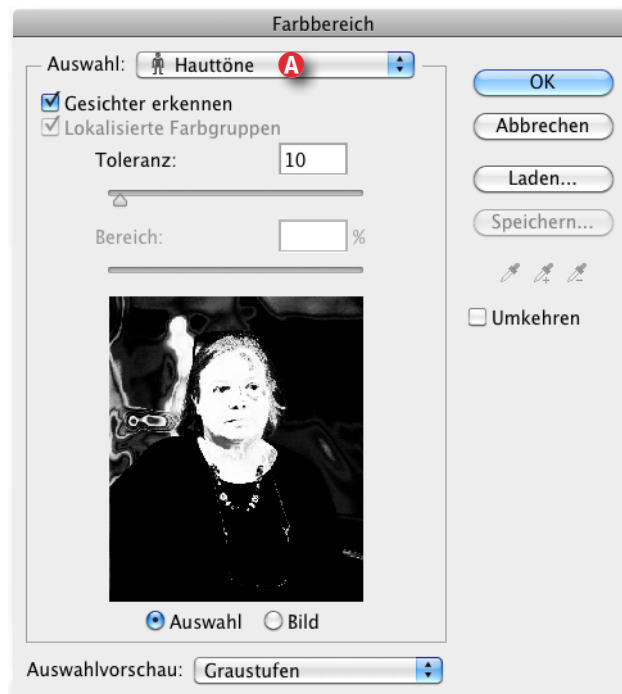 Farbbereich
Auswahl: Hauttöne A
OK
Gesichter erkennen
Lokalisierte Farbgruppen
Abbrechen
Toleranz: 10
Laden...
Bereich: %
Speichern...
Umkehren
Auswahl Bild
Auswahlvorschau: Graustufen